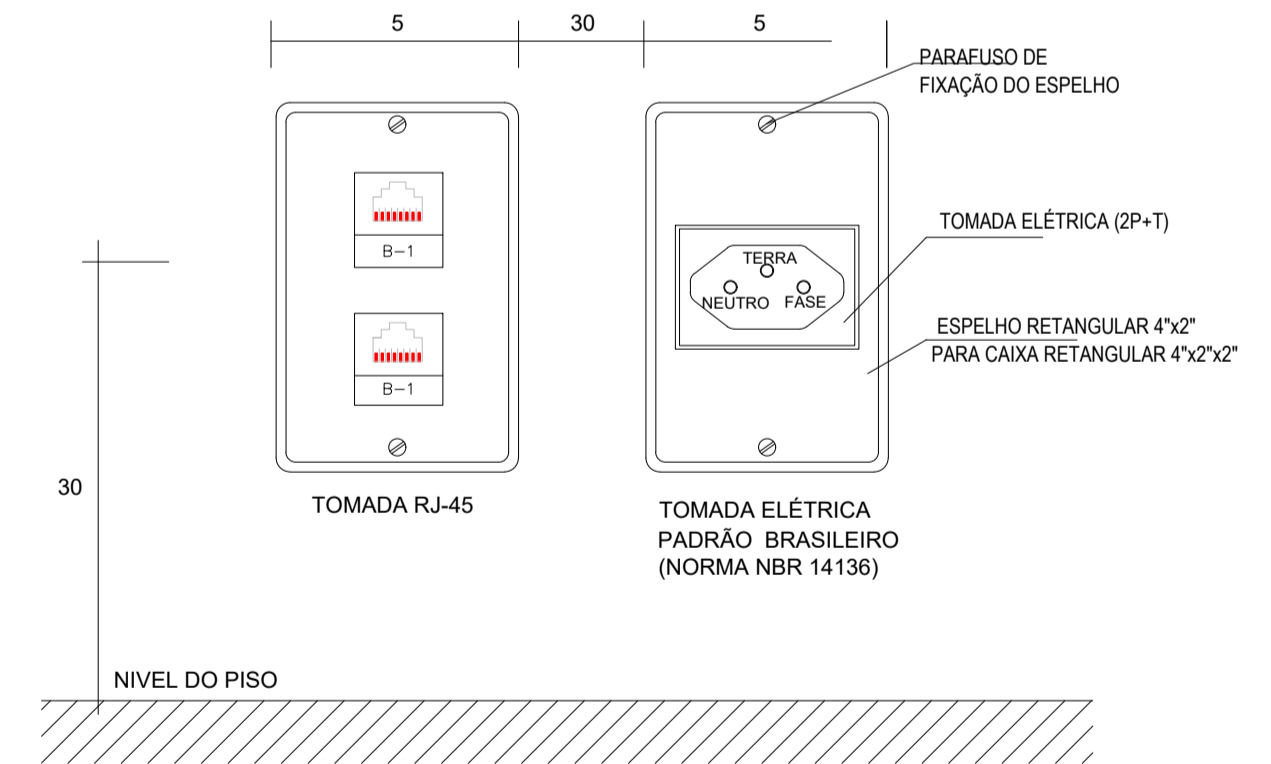 5
30
5
PARAFUSO DE
FIXAÇÃO DO ESPELHO
B-1
B-1
TERRA
NEUTRO FASE
TOMADA ELÉTRICA (2P+T)
ESPELHO RETANGULAR 4"x2"
PARA CAIXA RETANGULAR 4"x2"x2"
30
TOMADA RJ-45
TOMADA ELÉTRICA
PADRÃO BRASILEIRO
(NORMA NBR 14136)
NIVEL DO PISO